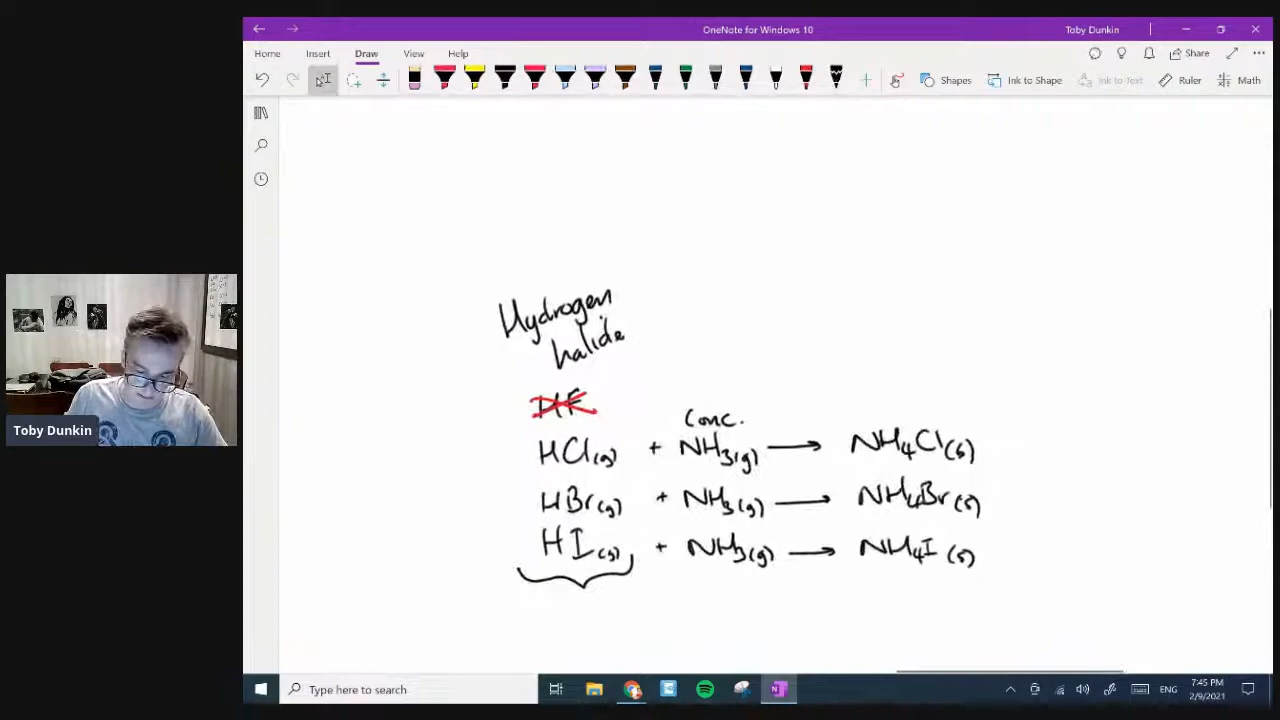 OneNote for Windows 10
Toby Dunkin
Home Insert Draw View Help
Share
Shapes Ink to Shape Ink to Text Ruler Math
Hydrogen
halide
HF
Conc.
HCl(g) + NH3(g) → NH4Cl(s)
HBr(g) + NH3(g) → NH4Br(s)
HI(g) + NH3(g) → NH4I(s)
Toby Dunkin
Type here to search
ENG
7:45 PM
2/9/2021